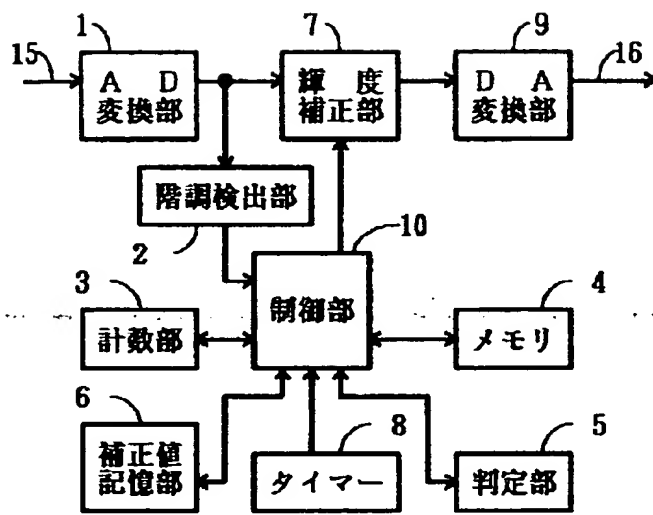 1
7
9
15
A D
変換部
輝 度
補正部
D A
変換部
16
階調検出部
2
10
3
計数部
制御部
4
メモリ
6
補正値
記憶部
8
タイマー
5
判定部